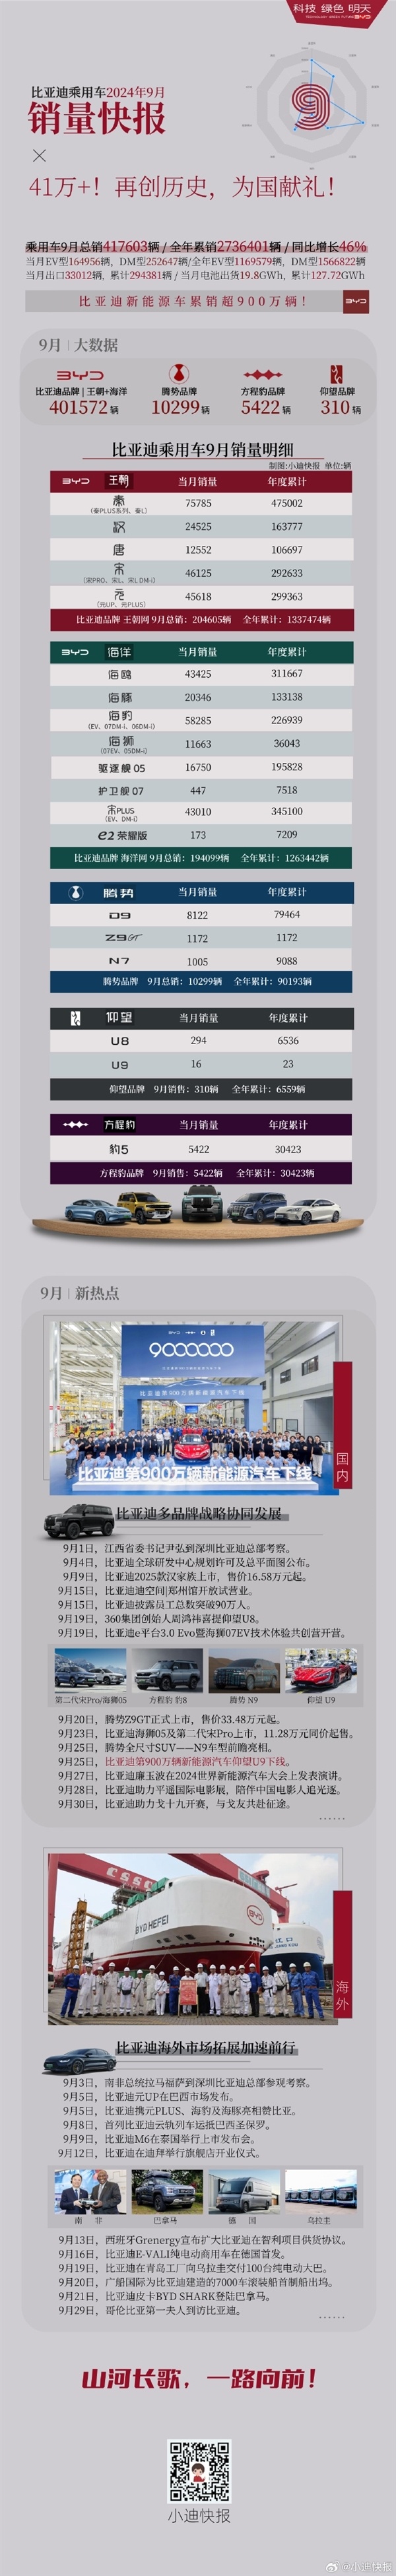 科技 绿色 明天
TECHNOLOGY GREEN FUTURE BYD
比亚迪乘用车2024年9月
销量快报
41万+！再创历史，为国献礼！
乘用车9月总销417603辆 / 全年累销2736401辆 / 同比增长46%
当月EV型164956辆，DM型252647辆/全年EV型1169579辆，DM型1566822辆
当月出口33012辆，累计294381辆 / 当月电池出货19.8GWh，累计127.72GWh
比亚迪新能源车累销超900万辆！
BYD
9月 | 大数据
BYD
比亚迪品牌 | 王朝+海洋 腾势品牌 方程豹品牌 仰望品牌
401572辆 10299辆 5422辆 310辆
比亚迪乘用车9月销量明细
制图:小迪快报 单位:辆
BYD 王朝 当月销量 年度累计
秦 75785 475002
（秦PLUS系列、秦L）
汉 24525 163777
唐 12552 106697
宋 46125 292633
（宋PRO、宋L、宋L DM-i）
元 45618 299363
（元UP、元PLUS）
比亚迪品牌 王朝网 9月总销：204605辆 全年累计：1337474辆
BYD 海洋 当月销量 年度累计
海鸥 43425 311667
海豚 20346 133138
海豹 58285 226939
（EV、07DM-i、06DM-i）
海狮 11663 36043
（07EV、05DM-i）
驱逐舰 05 16750 195828
护卫舰 07 447 7518
宋PLUS 43010 345100
（EV、DM-i）
e2 荣耀版 173 7209
比亚迪品牌 海洋网 9月总销：194099辆 全年累计：1263442辆
腾势 当月销量 年度累计
D9 8122 79464
Z9GT 1172 1172
N7 1005 9088
腾势品牌 9月总销：10299辆 全年累计：90193辆
仰望 当月销量 年度累计
U8 294 6536
U9 16 23
仰望品牌 9月销售：310辆 全年累计：6559辆
方程豹 当月销量 年度累计
豹5 5422 30423
方程豹品牌 9月销售：5422辆 全年累计：30423辆
9月 | 新热点
9000000
比亚迪第900万辆新能源汽车下线
比亚迪第900万辆新能源汽车下线
国内
比亚迪多品牌战略协同发展
9月1日，江西省委书记尹弘到深圳比亚迪总部考察。
9月4日，比亚迪全球研发中心规划许可及总平面图公布。
9月9日，比亚迪2025款汉家族上市，售价16.58万元起。
9月15日，比亚迪迪空间|郑州馆开放试营业。
9月15日，比亚迪披露员工总数突破90万人。
9月19日，360集团创始人周鸿祎喜提仰望U8。
9月19日，比亚迪e平台3.0 Evo暨海狮07EV技术体验共创营开营。
第二代宋Pro/海狮05 方程豹 豹8 腾势 N9 仰望 U9
9月20日，腾势Z9GT正式上市，售价33.48万元起。
9月23日，比亚迪海狮05及第二代宋Pro上市，11.28万元同价起售。
9月25日，腾势全尺寸SUV——N9车型前瞻亮相。
9月25日，比亚迪第900万辆新能源汽车仰望U9下线。
9月27日，比亚迪廉玉波在2024世界新能源汽车大会上发表演讲。
9月28日，比亚迪助力平遥国际电影展，陪伴中国电影人追光逐。
9月30日，比亚迪助力戈十九开赛，与戈友共赴征途。
......
CSSC
BYD HEFEI
BYD
海外
比亚迪海外市场拓展加速前行
9月3日，南非总统拉马福萨到深圳比亚迪总部参观考察。
9月5日，比亚迪元UP在巴西市场发布。
9月5日，比亚迪携元PLUS、海豹及海豚亮相赞比亚。
9月8日，首列比亚迪云轨列车运抵巴西圣保罗。
9月9日，比亚迪M6在泰国举行上市发布会。
9月12日，比亚迪在迪拜举行旗舰店开业仪式。
南 非 巴拿马 德 国 乌拉圭
9月13日，西班牙Grenergy宣布扩大比亚迪在智利项目供货协议。
9月16日，比亚迪E-VALI纯电动商用车在德国首发。
9月19日，比亚迪在青岛工厂向乌拉圭交付100台纯电动大巴。
9月20日，广船国际为比亚迪建造的7000车滚装船首制船出坞。
9月21日，比亚迪皮卡BYD SHARK登陆巴拿马。
9月29日，哥伦比亚第一夫人到访比亚迪。
......
山河长歌，一路向前！
小迪快报
@小迪快报